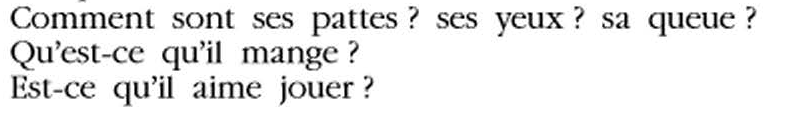 Comment sont ses pattes ? ses yeux ? sa queue ?
Qu'est-ce qu'il mange ?
Est-ce qu'il aime jouer ?